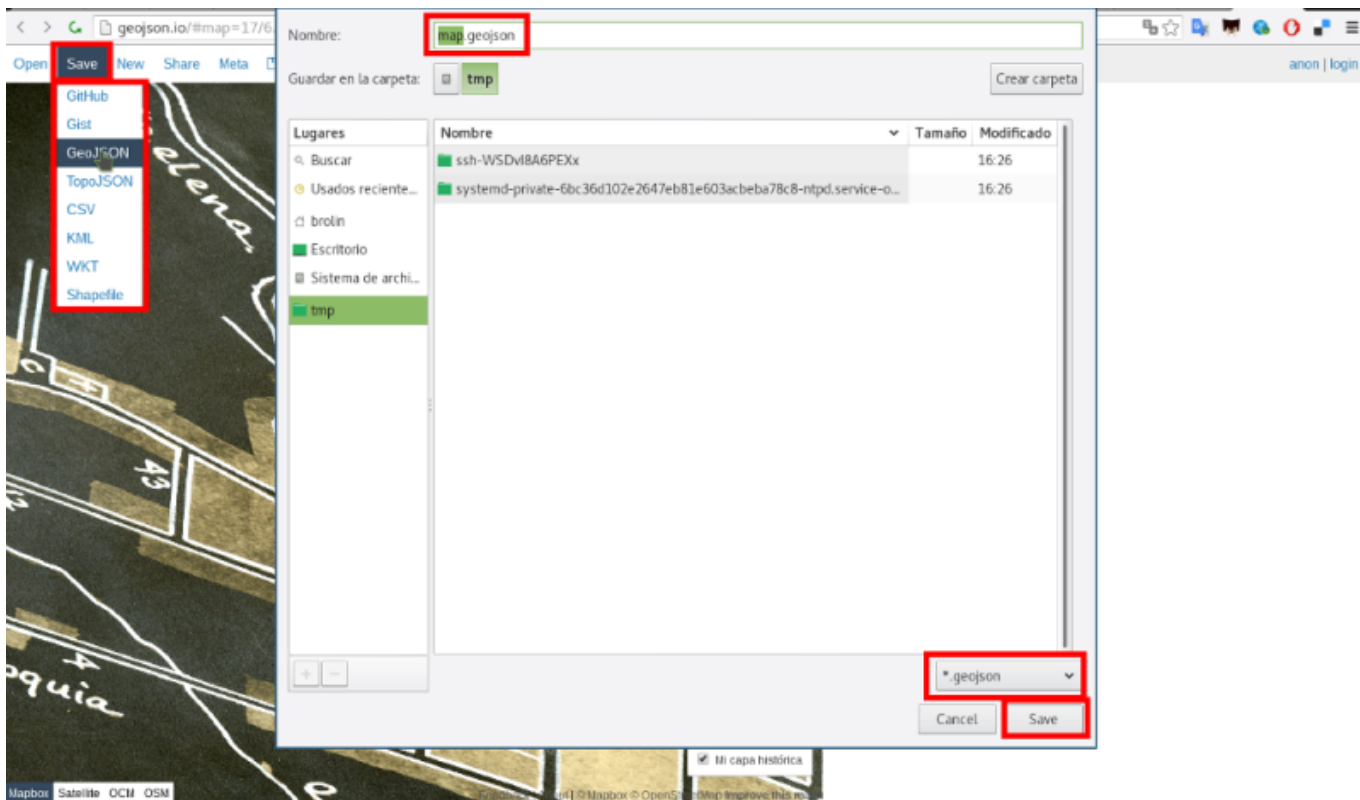 geojson.io/#map=17/6.
Open Save New Share Meta
anon | login
GitHub
Gist
GeoJSON
TopoJSON
CSV
KML
WKT
Shapefile
Nombre: map.geojson
Guardar en la carpeta: tmp Crear carpeta
Lugares
Buscar
Usados reciente...
brolin
Escritorio
Sistema de archi...
tmp
Nombre Tamaño Modificado
ssh-WSDvI8A6PEXx 16:26
systemd-private-6bc36d102e2647eb81e603acbeba78c8-ntpd.service-o... 16:26
+ -
*.geojson
Cancel Save
elena,
C
H
43
A
oquia
e
Mi capa histórica
Mapbox Satellite OCM OSM
© Mapbox © OpenStreetMap Improve this map